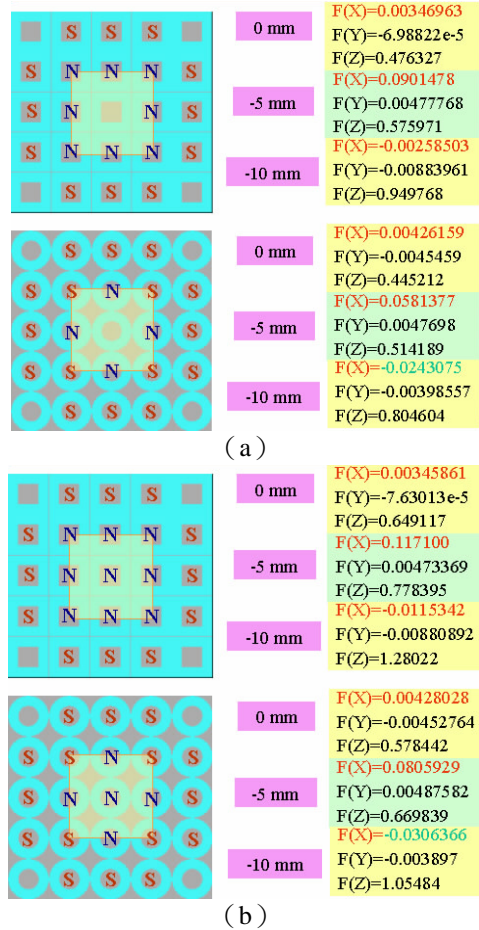 S S S
S N N N S
S N N S
S N N N S
S S S
0 mm
-5 mm
-10 mm
F(X)=0.00346963
F(Y)=-6.98822e-5
F(Z)=0.476327
F(X)=0.0901478
F(Y)=0.00477768
F(Z)=0.575971
F(X)=-0.00258503
F(Y)=-0.00883961
F(Z)=0.949768
S S S
S S N S S
S N N S
S S N S S
S S S
0 mm
-5 mm
-10 mm
F(X)=0.00426159
F(Y)=-0.0045459
F(Z)=0.445212
F(X)=0.0581377
F(Y)=0.0047698
F(Z)=0.514189
F(X)=-0.0243075
F(Y)=-0.00398557
F(Z)=0.804604
(a)
S S S
S N N N S
S N N N S
S N N N S
S S S
0 mm
-5 mm
-10 mm
F(X)=0.00345861
F(Y)=-7.63013e-5
F(Z)=0.649117
F(X)=0.117100
F(Y)=0.00473369
F(Z)=0.778395
F(X)=-0.0115342
F(Y)=-0.00880892
F(Z)=1.28022
S S S
S S N S S
S N N N S
S S N S S
S S S
0 mm
-5 mm
-10 mm
F(X)=0.00428028
F(Y)=-0.00452764
F(Z)=0.578442
F(X)=0.0805929
F(Y)=0.00487582
F(Z)=0.669839
F(X)=-0.0306366
F(Y)=-0.003897
F(Z)=1.05484
(b)